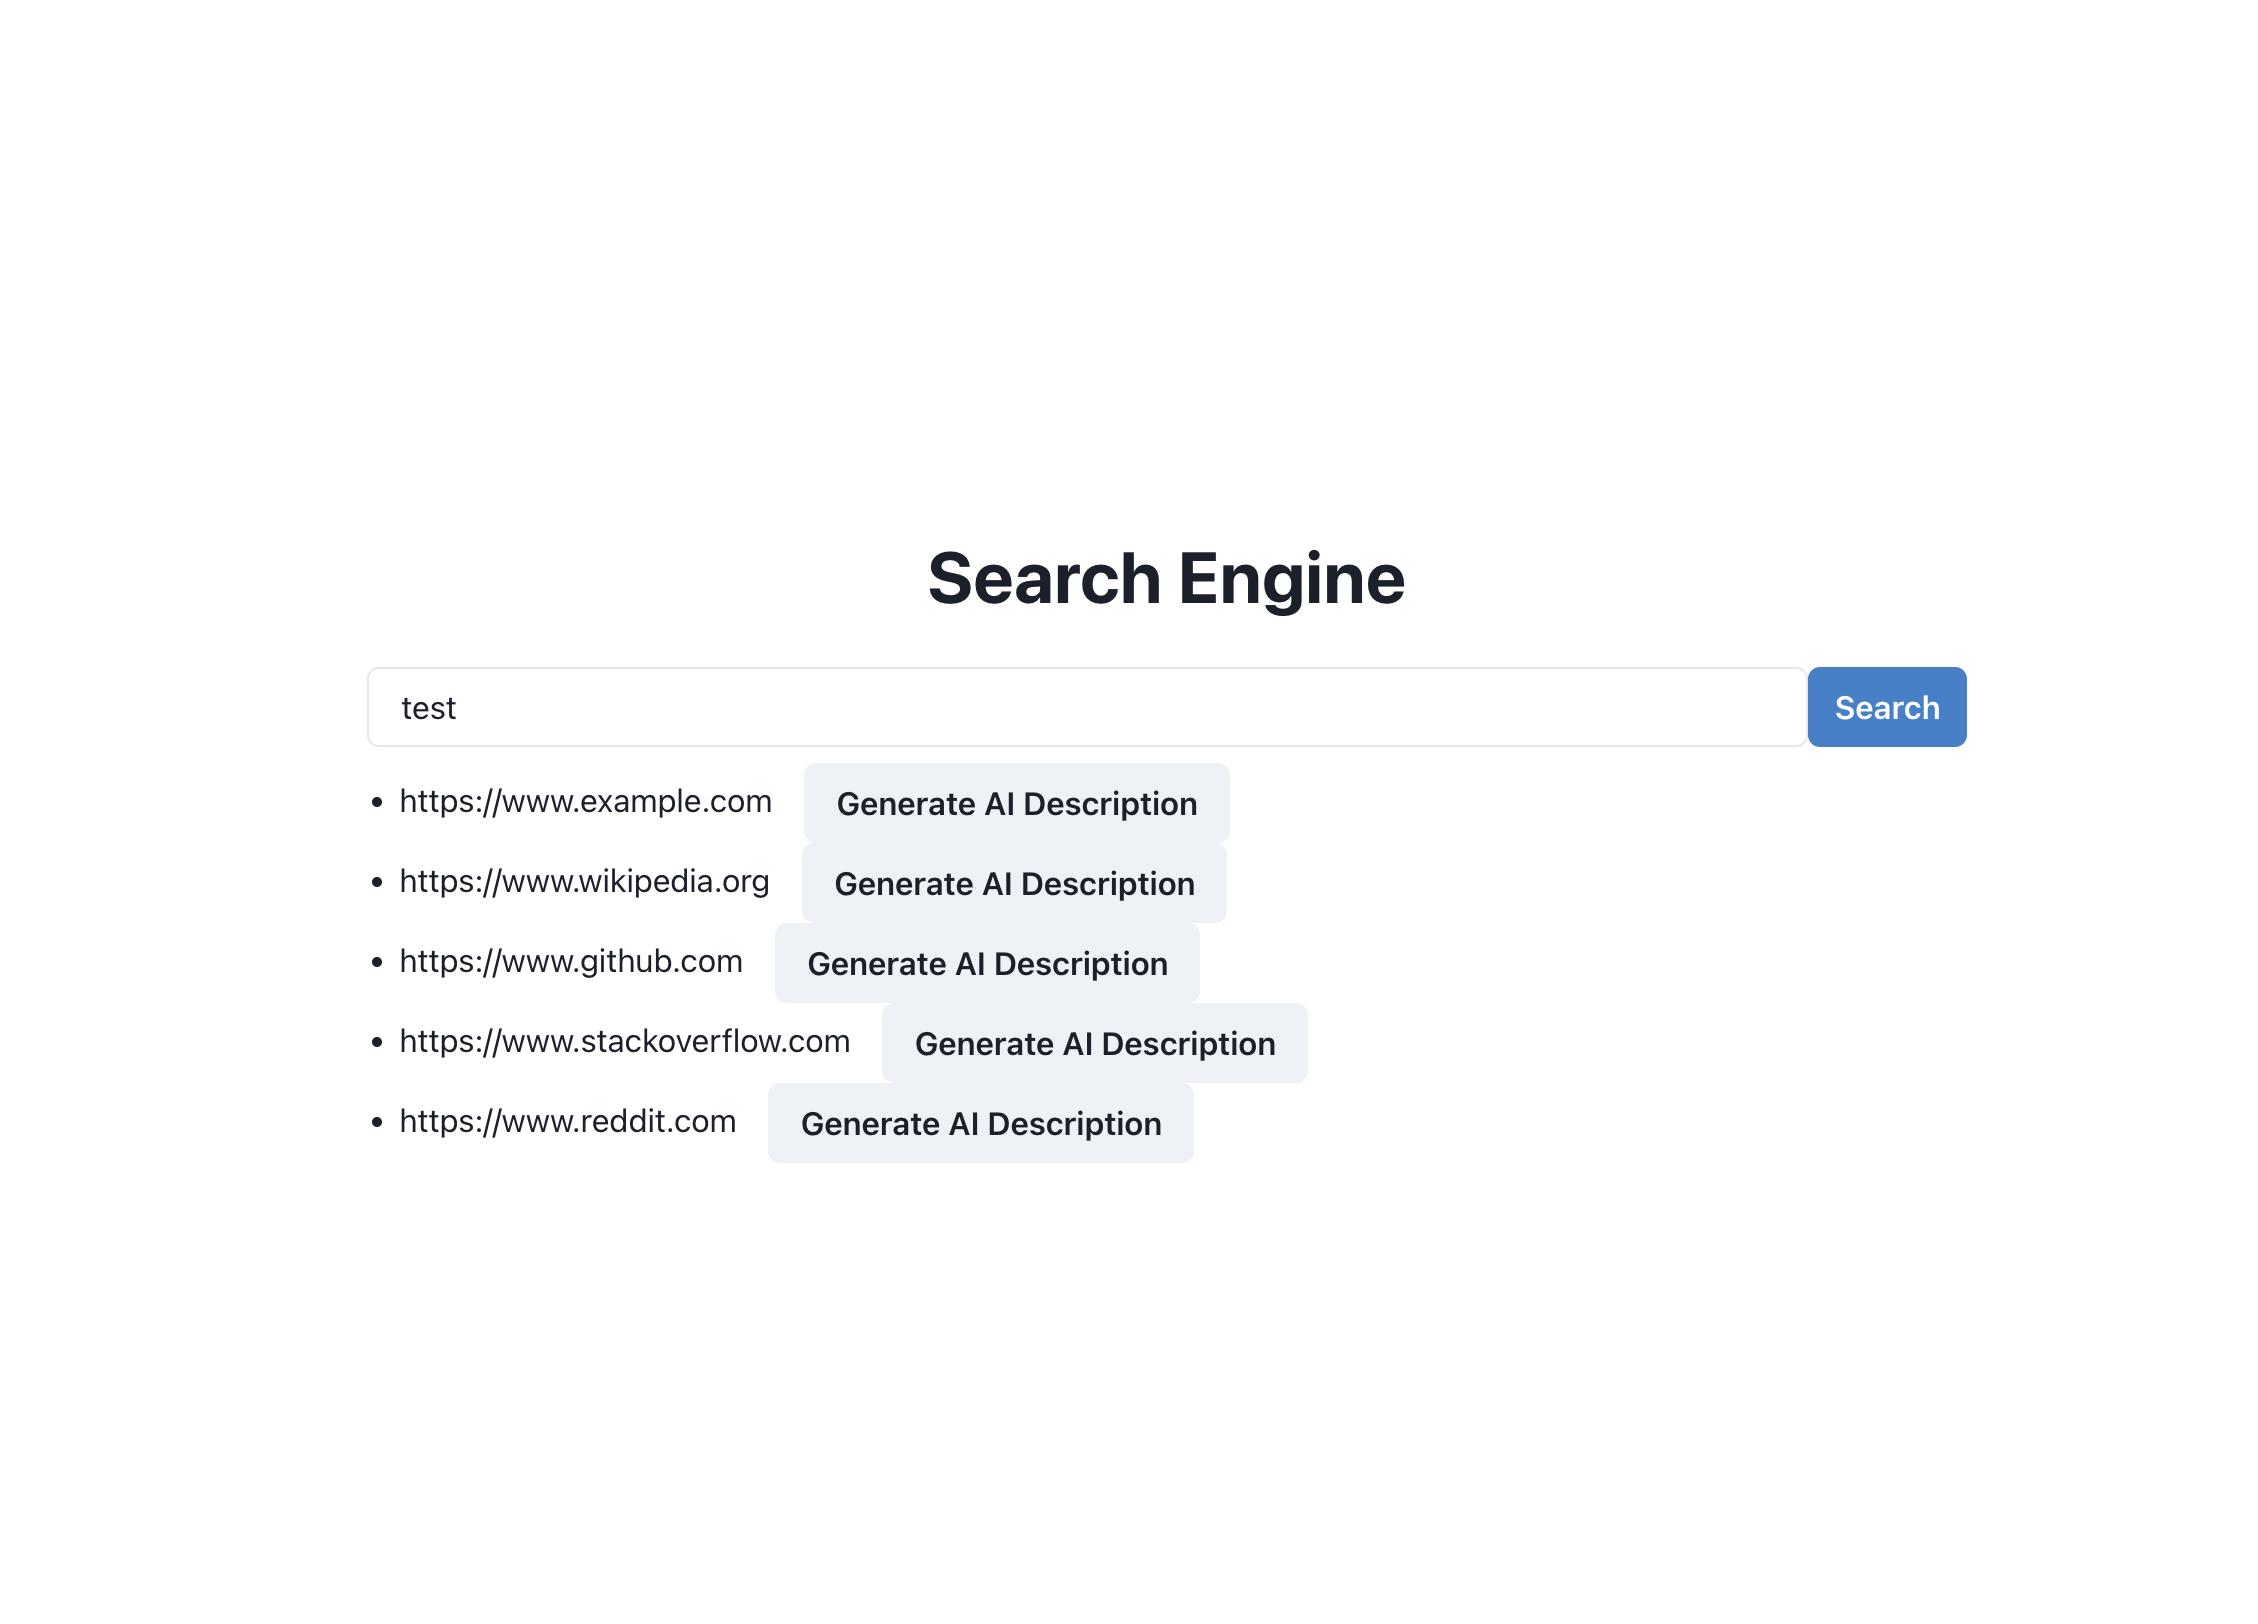 Search Engine
test Search
https://www.example.com Generate AI Description
https://www.wikipedia.org Generate AI Description
https://www.github.com Generate AI Description
https://www.stackoverflow.com Generate AI Description
https://www.reddit.com Generate AI Description